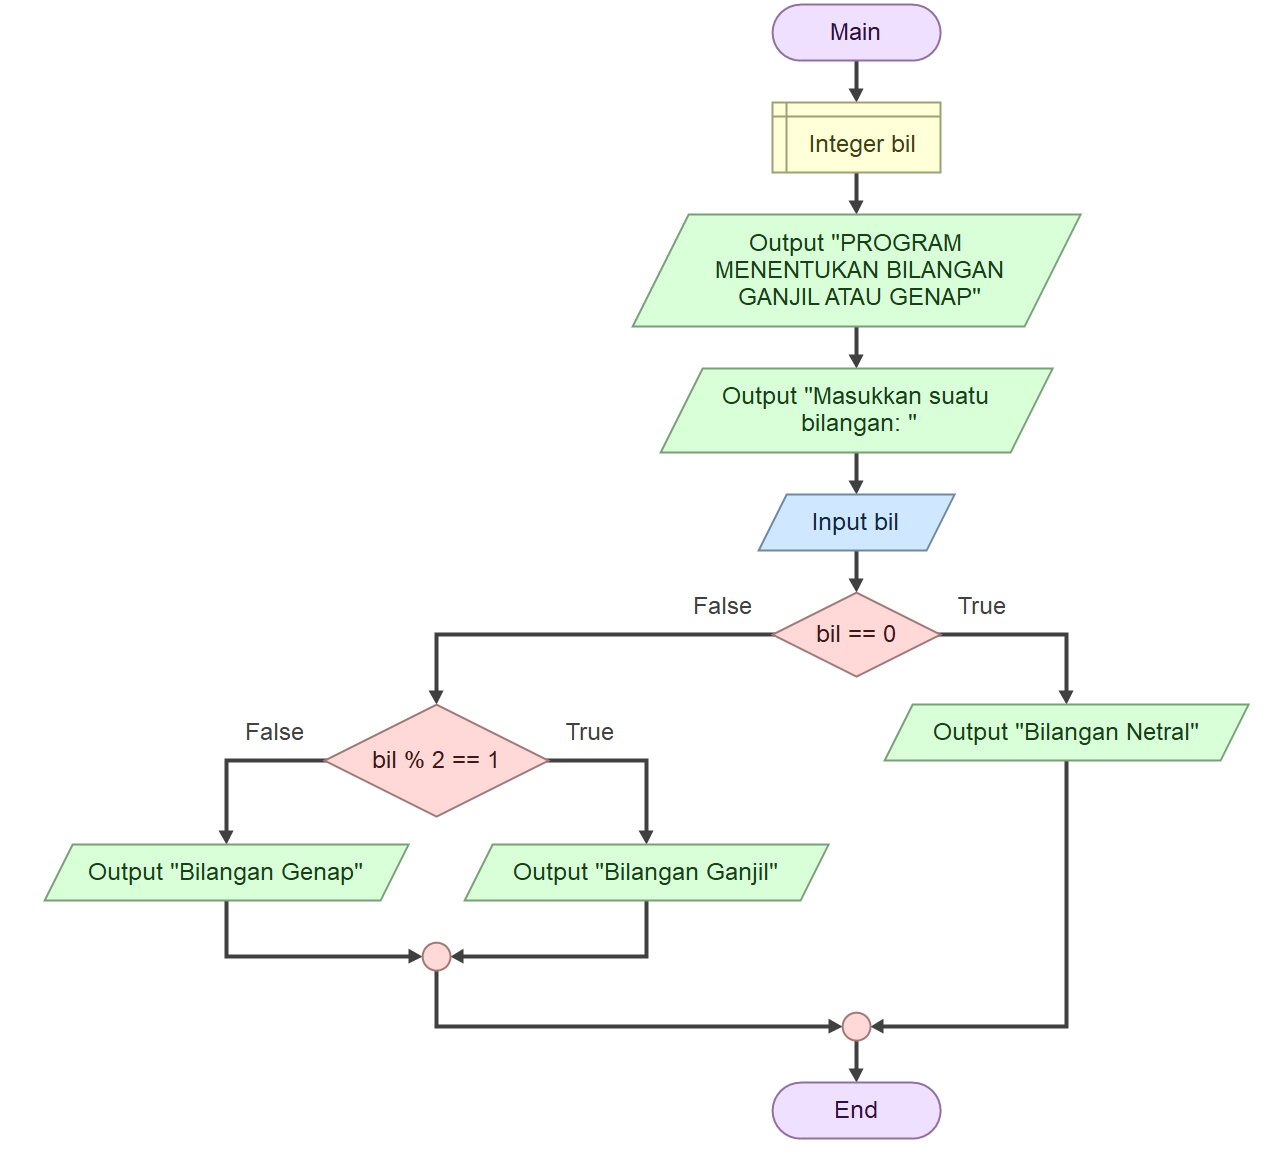 Main
Integer bil
Output "PROGRAM
MENENTUKAN BILANGAN
GANJIL ATAU GENAP"
Output "Masukkan suatu
bilangan: "
Input bil
False
True
bil == 0
False
True
bil % 2 == 1
Output "Bilangan Netral"
Output "Bilangan Genap"
Output "Bilangan Ganjil"
End